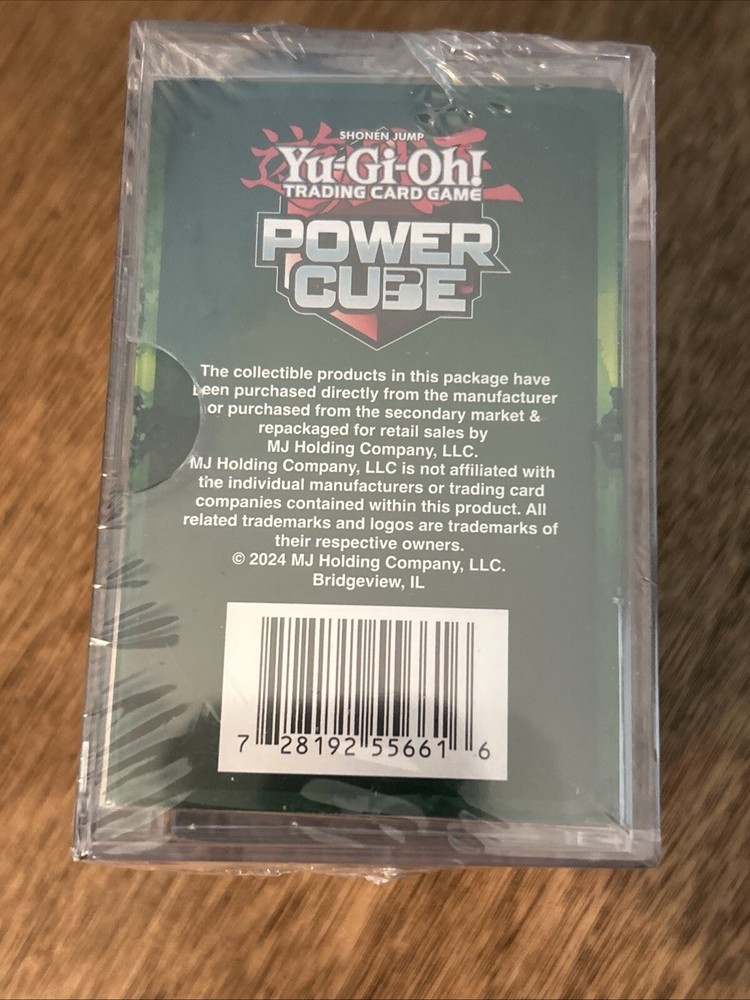 SHONEN JUMP
Yu-Gi-Oh!
TRADING CARD GAME
POWER
CUBE
The collectible products in this package have
been purchased directly from the manufacturer
or purchased from the secondary market &
repackaged for retail sales by
MJ Holding Company, LLC.
MJ Holding Company, LLC is not affiliated with
the individual manufacturers or trading card
companies contained within this product. All
related trademarks and logos are trademarks of
their respective owners.
© 2024 MJ Holding Company, LLC.
Bridgeview, IL
7 28192 55661 6